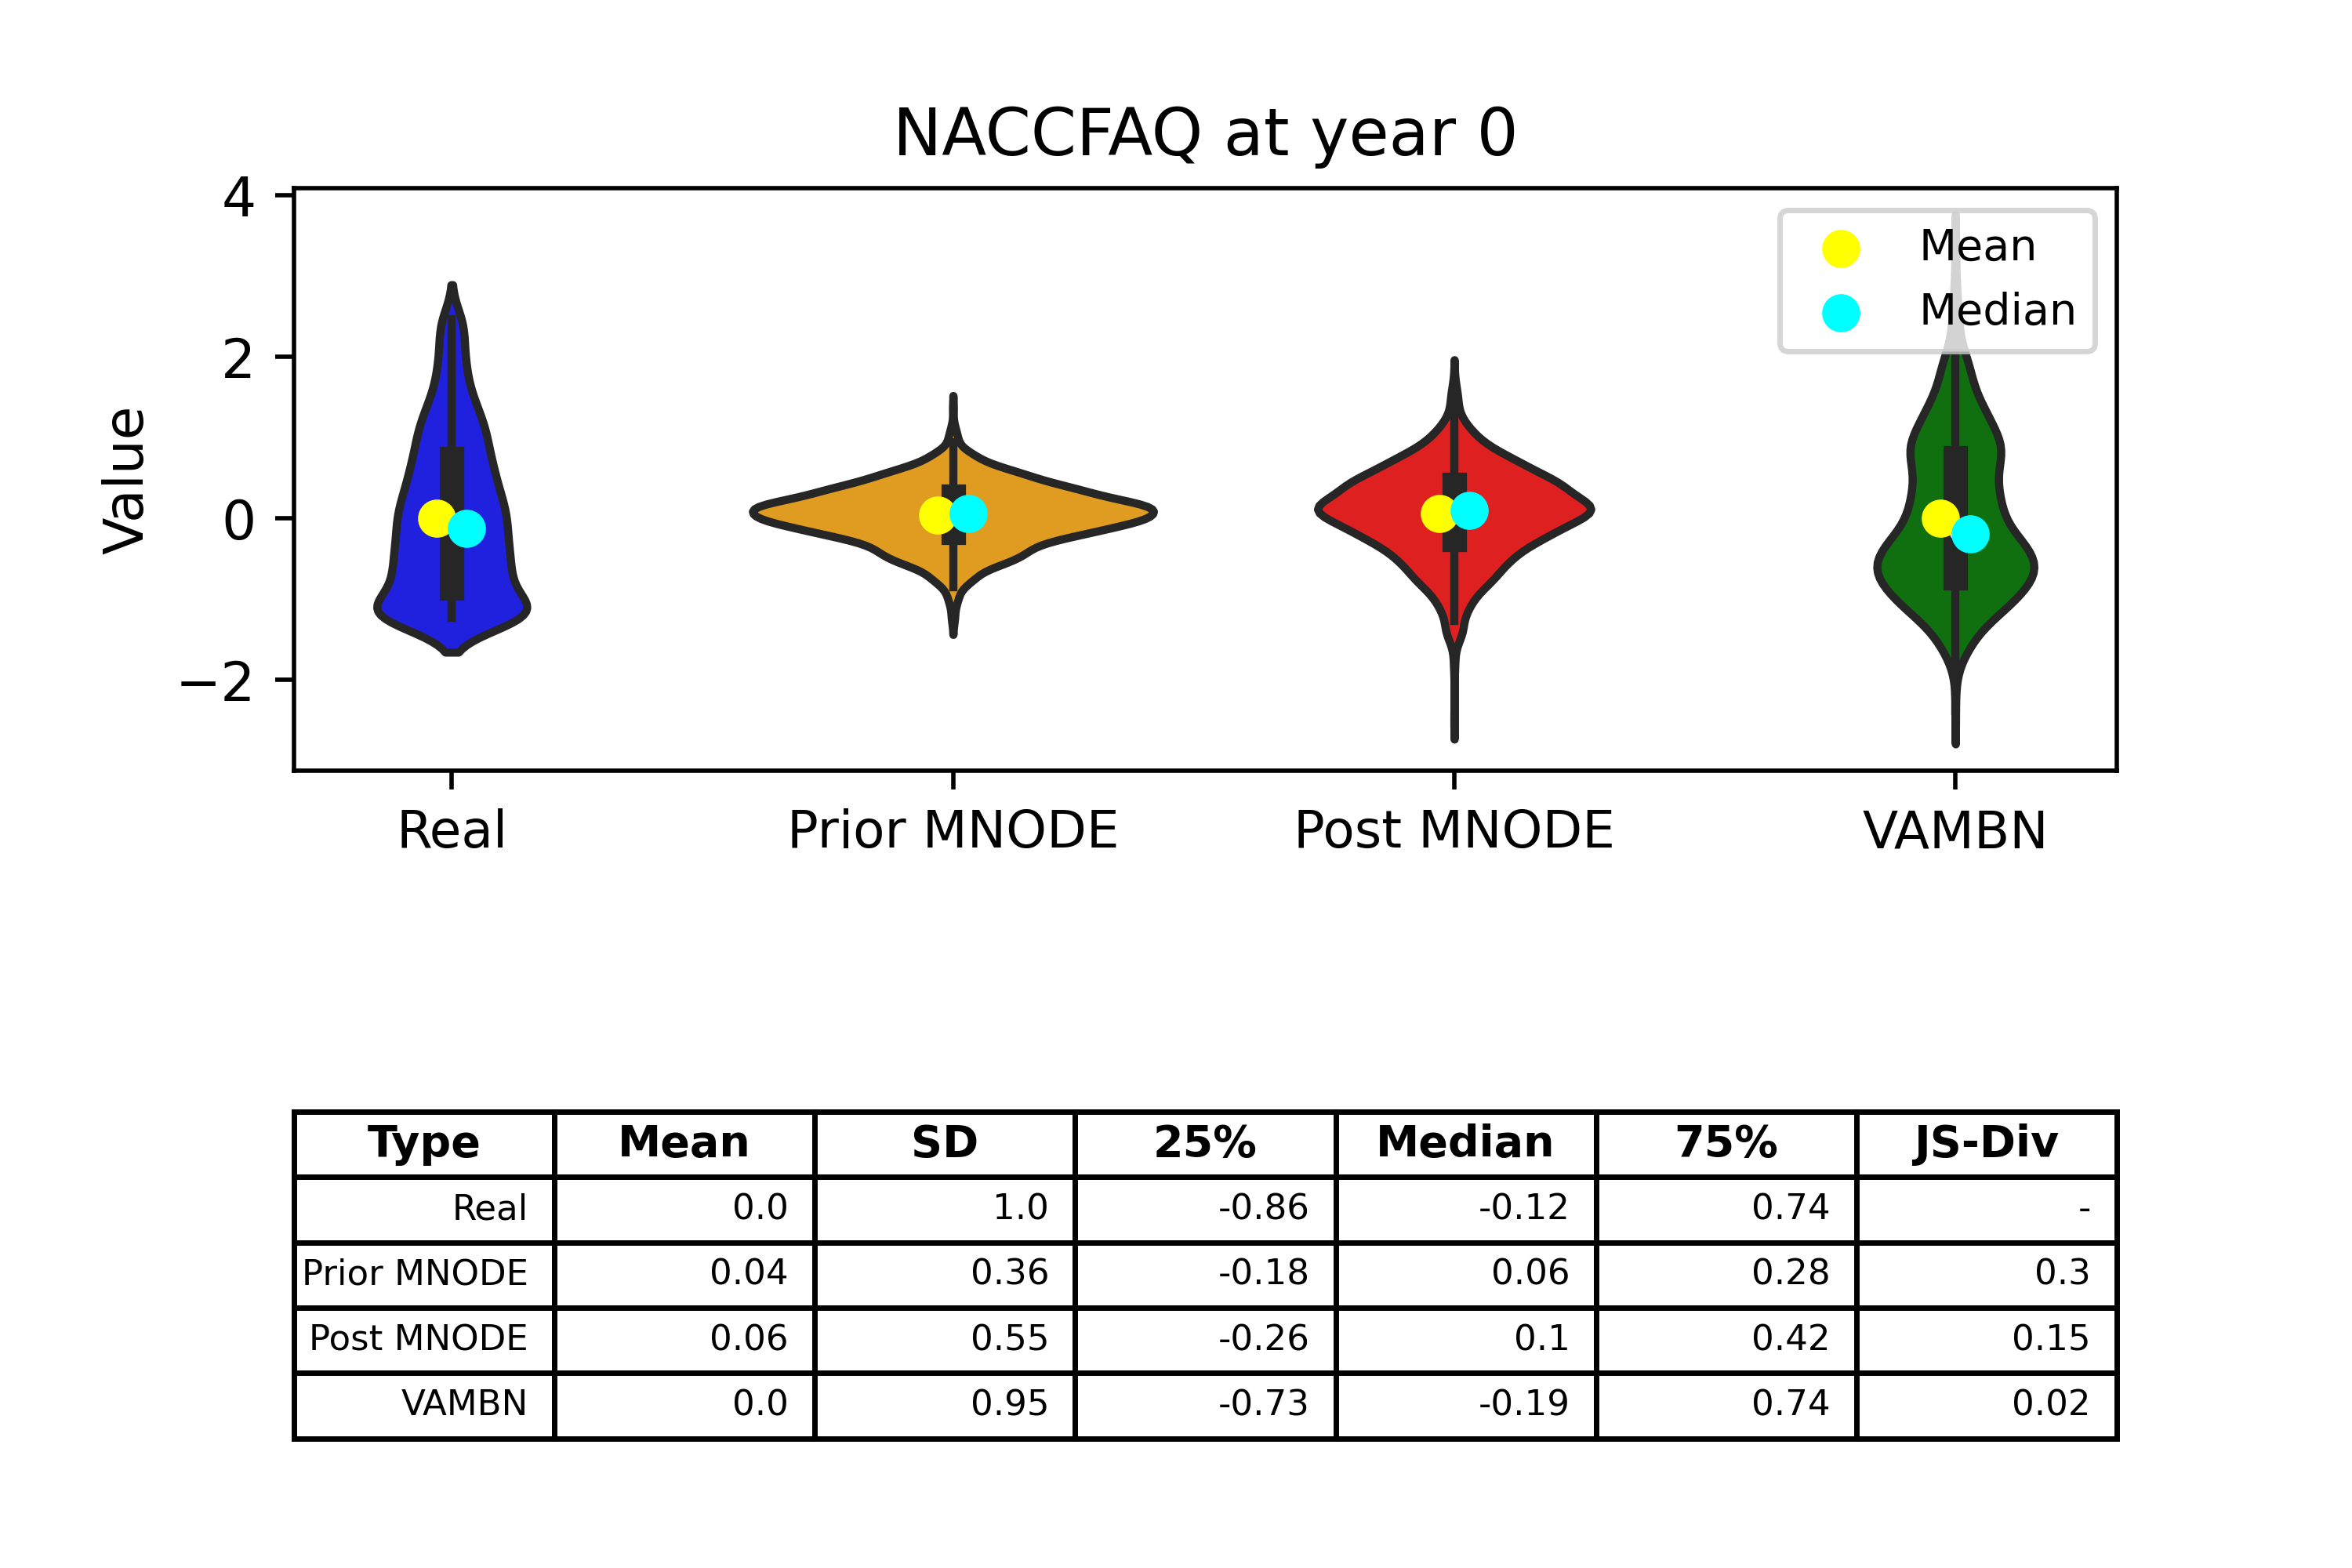 NACCFAQ at year 0
4
2
0
−2
Value
Mean
Median
Real Prior MNODE Post MNODE VAMBN
Type Mean SD 25% Median 75% JS-Div
Real 0.0 1.0 -0.86 -0.12 0.74 -
Prior MNODE 0.04 0.36 -0.18 0.06 0.28 0.3
Post MNODE 0.06 0.55 -0.26 0.1 0.42 0.15
VAMBN 0.0 0.95 -0.73 -0.19 0.74 0.02